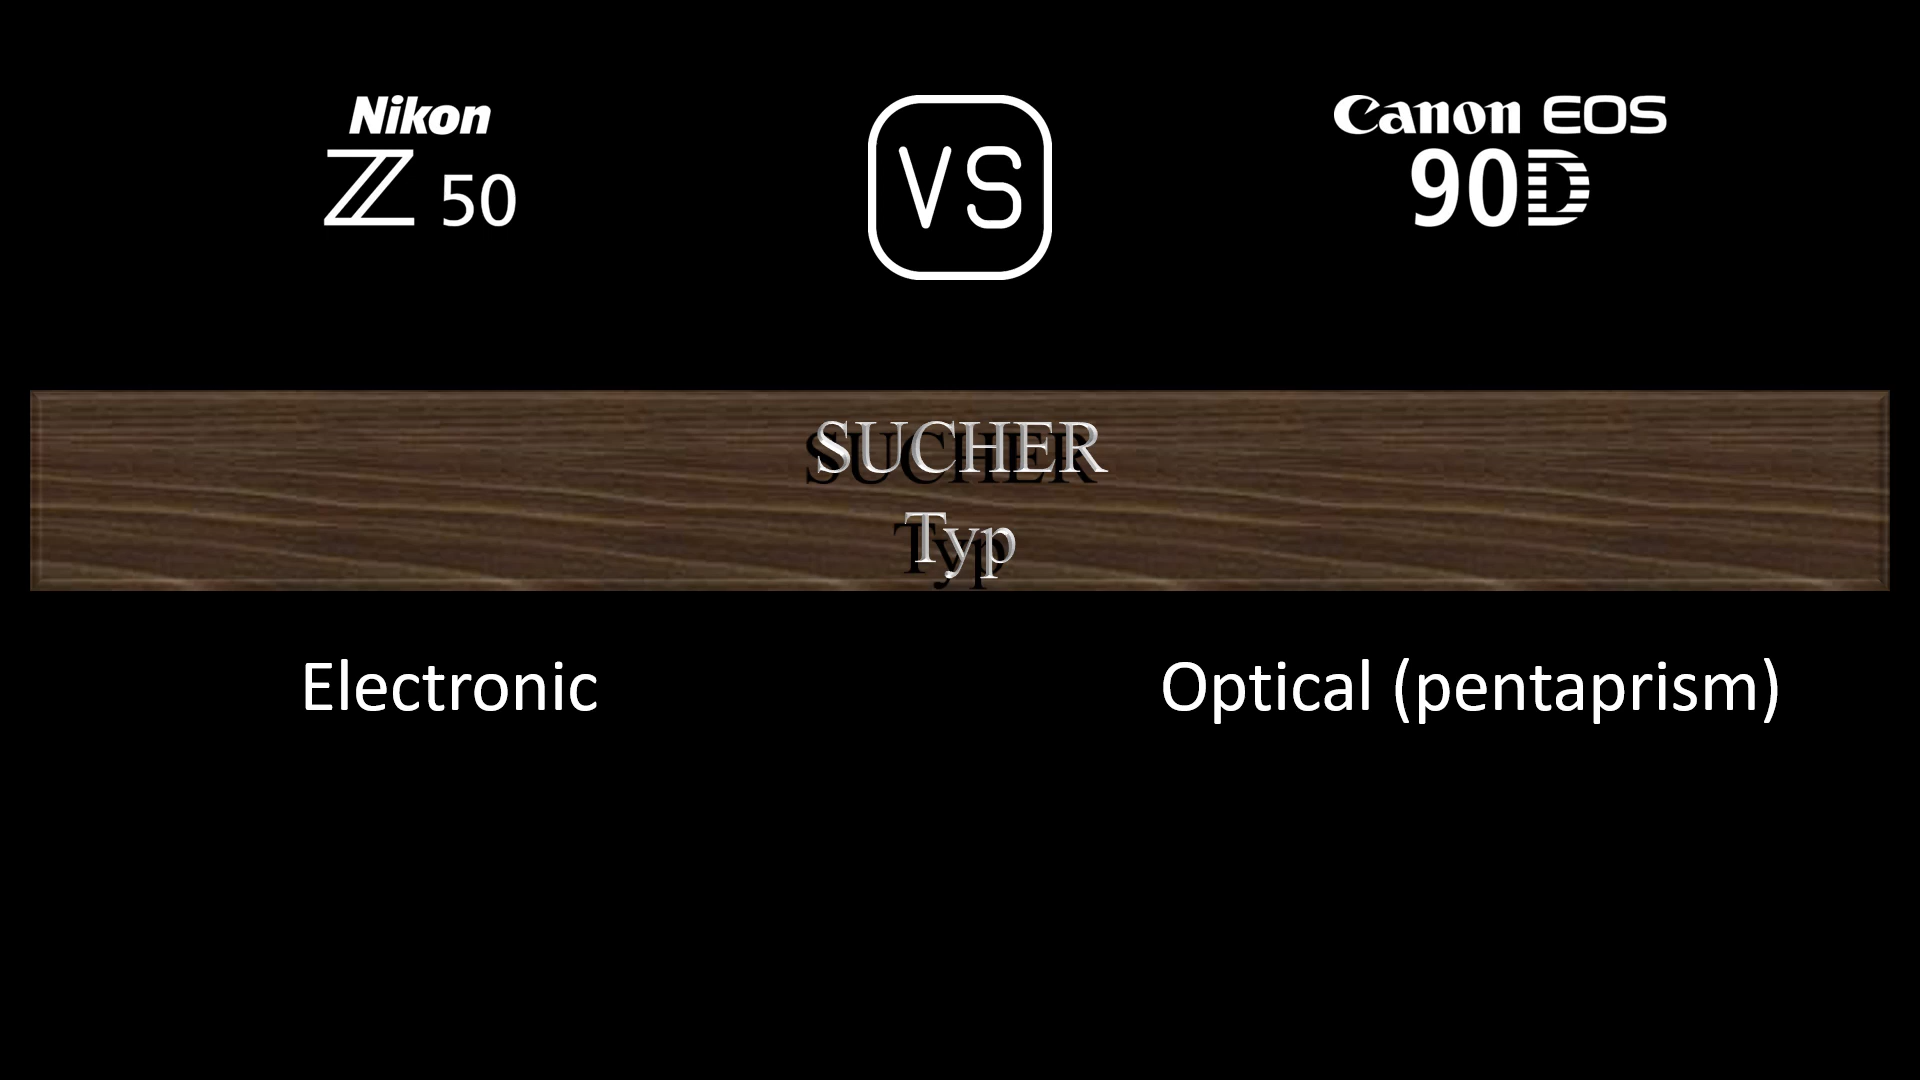 Nikon
Z 50
VS
Canon EOS
90D
SUCHER
Typ
Electronic
Optical (pentaprism)